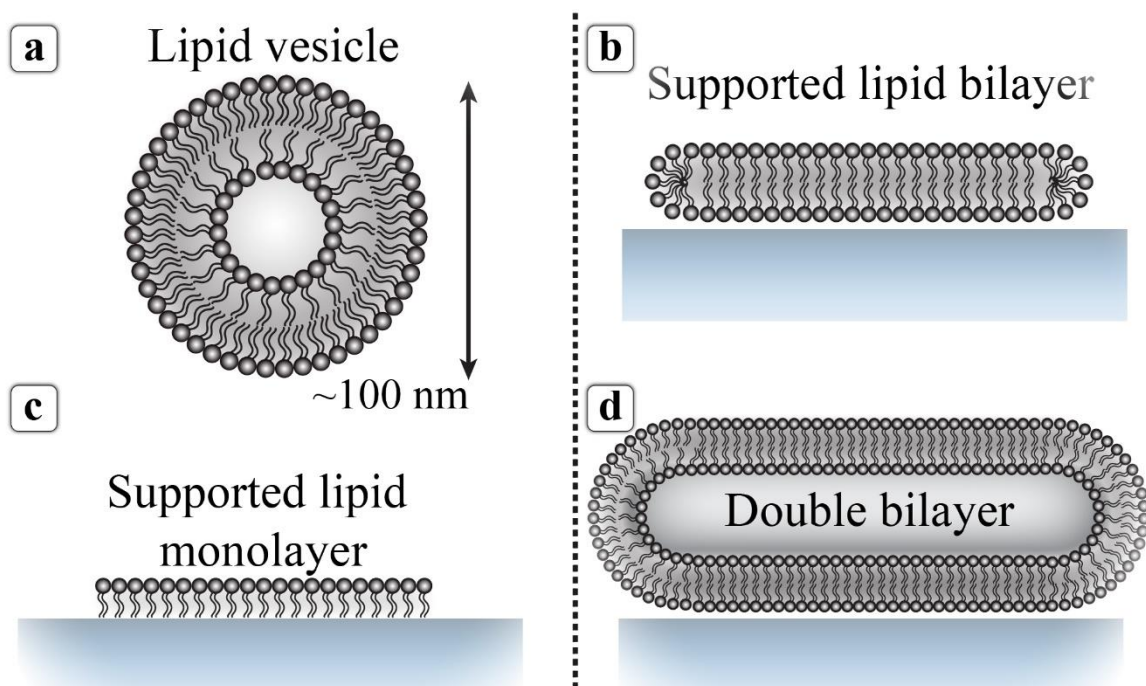 a
Lipid vesicle
~100 nm
b
Supported lipid bilayer
c
Supported lipid
monolayer
d
Double bilayer